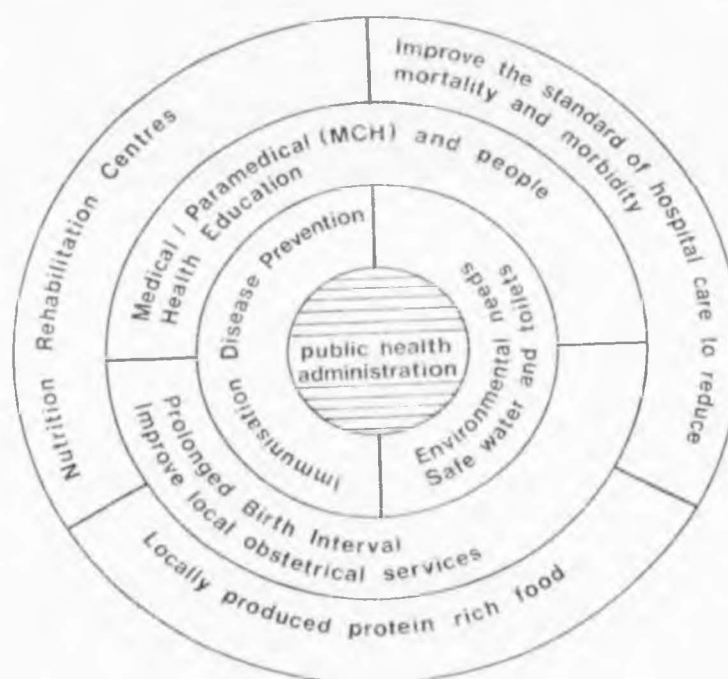 Improve the standard of hospital care to reduce
mortality and morbidity
Nutrition Rehabilitation Centres
Medical / Paramedical (MCH) and people
Health Education
Immunisation Disease Prevention
Environmental needs
Safe water and toilets
public health
administration
Prolonged Birth Interval
Improve local obstetrical services
Locally produced protein rich food